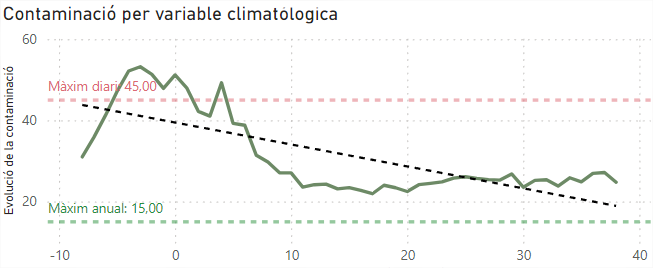 Contaminació per variable climatològica
60
Màxim diari: 45,00
40
Evolució de la contaminació
20
Màxim anual: 15,00
-10 0 10 20 30 40